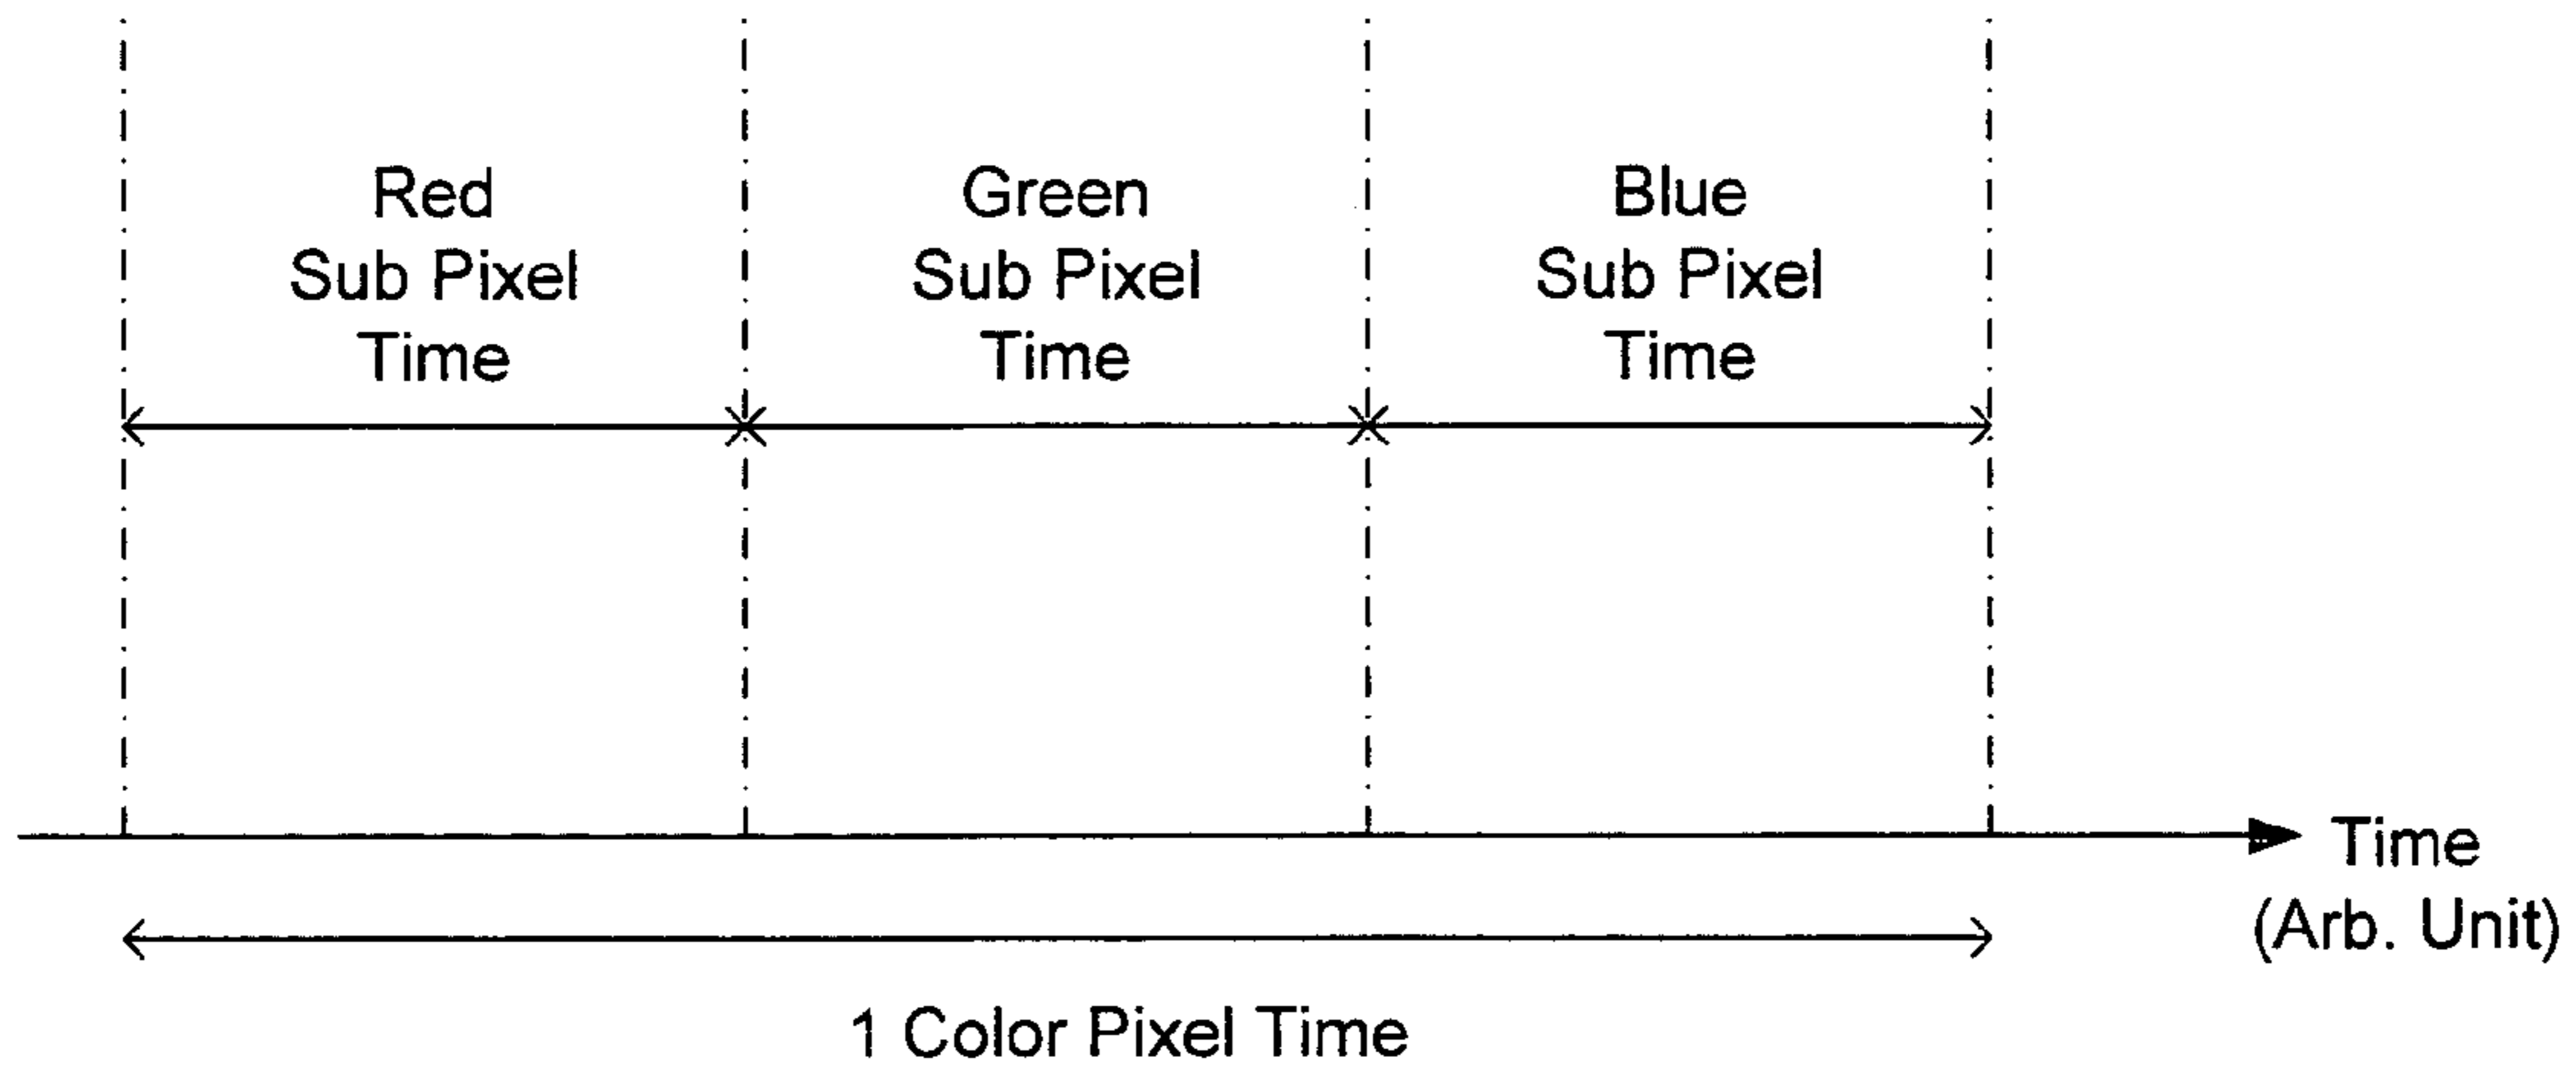 Red
Sub Pixel
Time
Green
Sub Pixel
Time
Blue
Sub Pixel
Time
Time
(Arb. Unit)
1 Color Pixel Time